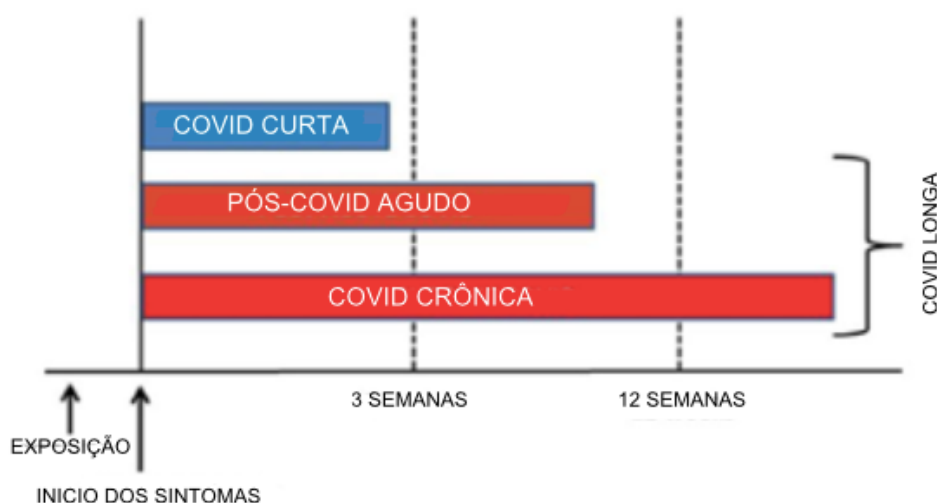 COVID CURTA
PÓS-COVID AGUDO
COVID CRÔNICA
COVID LONGA
3 SEMANAS
12 SEMANAS
EXPOSIÇÃO
INICIO DOS SINTOMAS